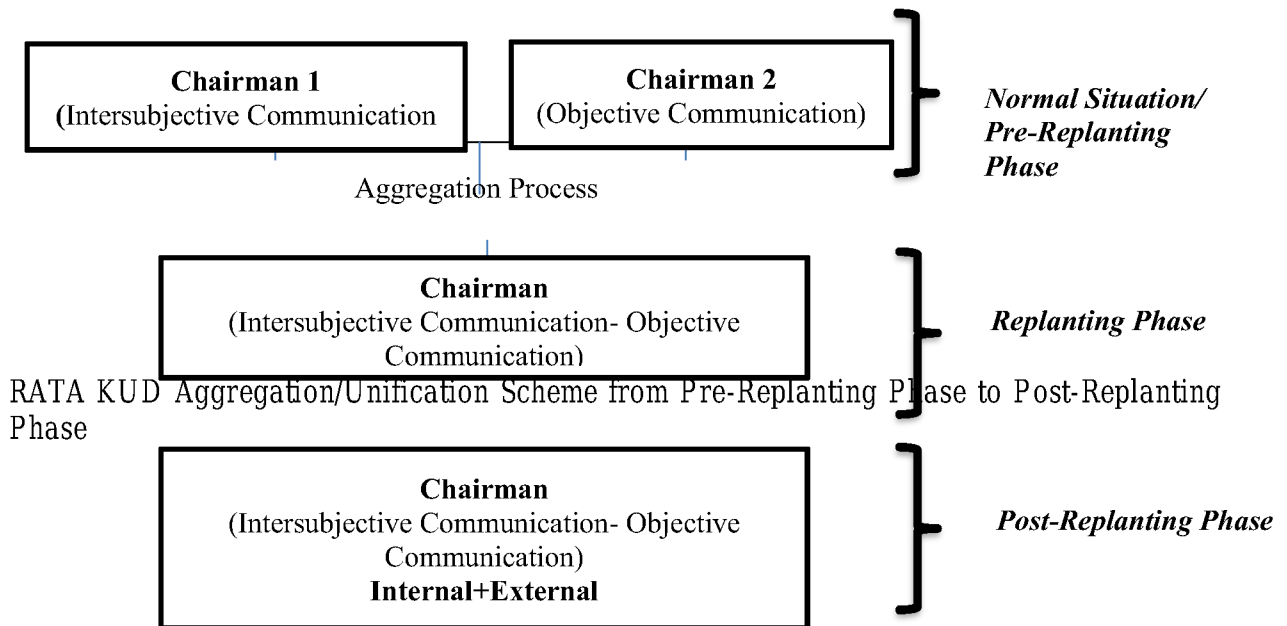 Chairman 1
(Intersubjective Communication
Chairman 2
(Objective Communication)
Normal Situation/
Pre-Replanting
Phase
Aggregation Process
Chairman
(Intersubjective Communication- Objective
Communication)
Replanting Phase
RATA KUD Aggregation/Unification Scheme from Pre-Replanting Phase to Post-Replanting
Phase
Chairman
(Intersubjective Communication- Objective
Communication)
Internal+External
Post-Replanting Phase